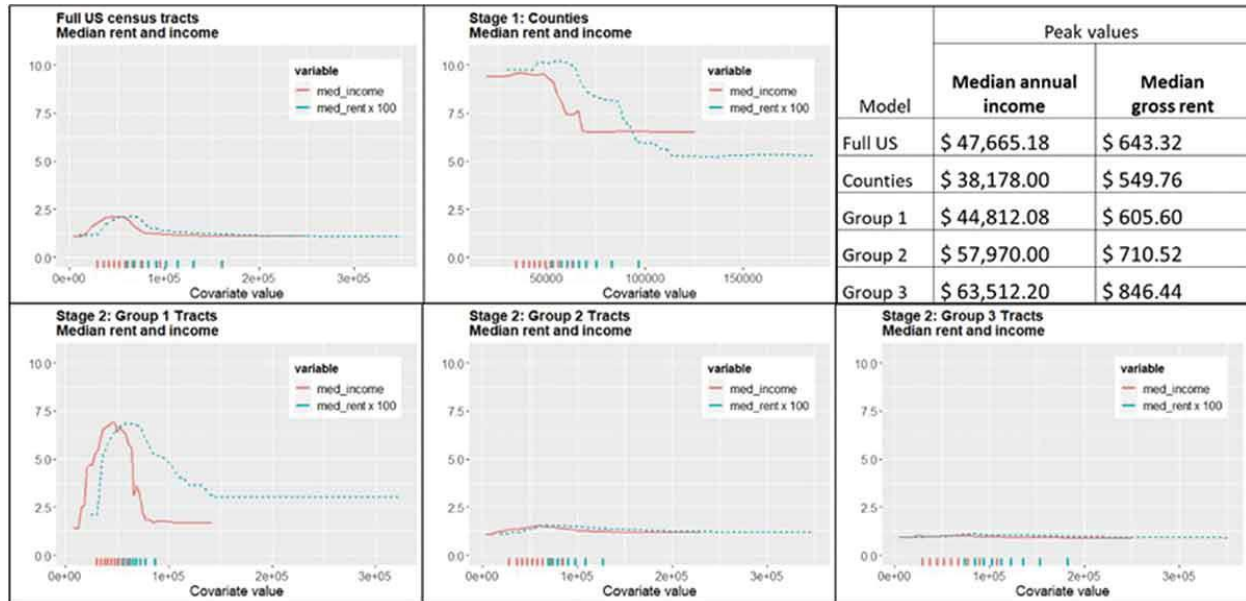 Full US census tracts
Median rent and income
variable
med_income
med_rent x 100
10.0
7.5
5.0
2.5
0.0
0e+00
1e+05
2e+05
3e+05
Covariate value
Stage 1: Counties
Median rent and income
variable
med_income
med_rent x 100
10.0
7.5
5.0
2.5
0.0
50000
100000
150000
Covariate value
Peak values
Model Median annual income Median gross rent
Full US $ 47,665.18 $ 643.32
Counties $ 38,178.00 $ 549.76
Group 1 $ 44,812.08 $ 605.60
Group 2 $ 57,970.00 $ 710.52
Group 3 $ 63,512.20 $ 846.44
Stage 2: Group 1 Tracts
Median rent and income
variable
med_income
med_rent x 100
10.0
7.5
5.0
2.5
0.0
0e+00
1e+05
2e+05
3e+05
Covariate value
Stage 2: Group 2 Tracts
Median rent and income
variable
med_income
med_rent x 100
10.0
7.5
5.0
2.5
0.0
0e+00
1e+05
2e+05
3e+05
Covariate value
Stage 2: Group 3 Tracts
Median rent and income
variable
med_income
med_rent x 100
10.0
7.5
5.0
2.5
0.0
0e+00
1e+05
2e+05
3e+05
Covariate value